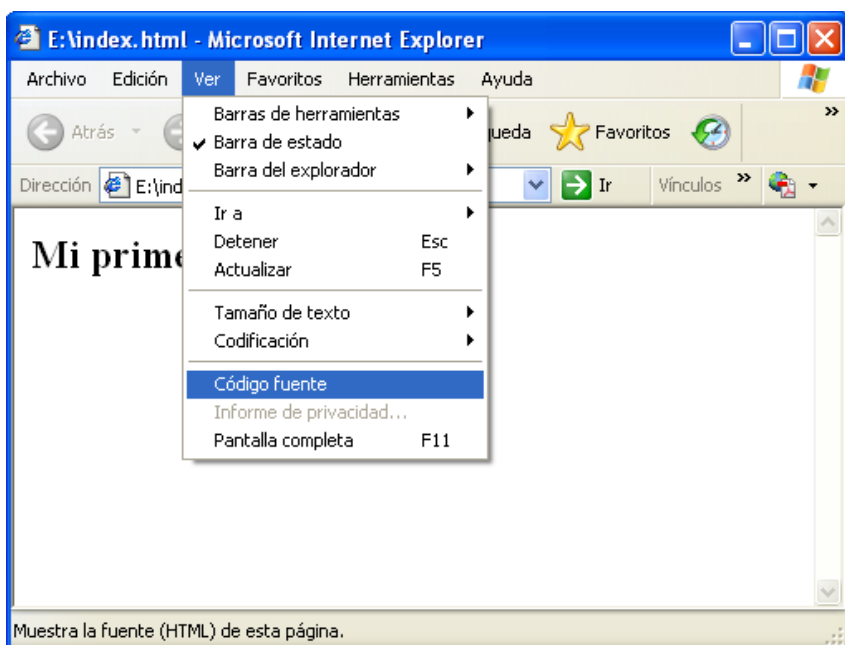 E:\index.html - Microsoft Internet Explorer
Archivo Edición Ver Favoritos Herramientas Ayuda
Atrás Favoritos »
Dirección E:\ind Ir Vínculos »
Mi prime
Barras de herramientas
Barra de estado
Barra del explorador
Ir a
Detener Esc
Actualizar F5
Tamaño de texto
Codificación
Código fuente
Informe de privacidad...
Pantalla completa F11
Muestra la fuente (HTML) de esta página.